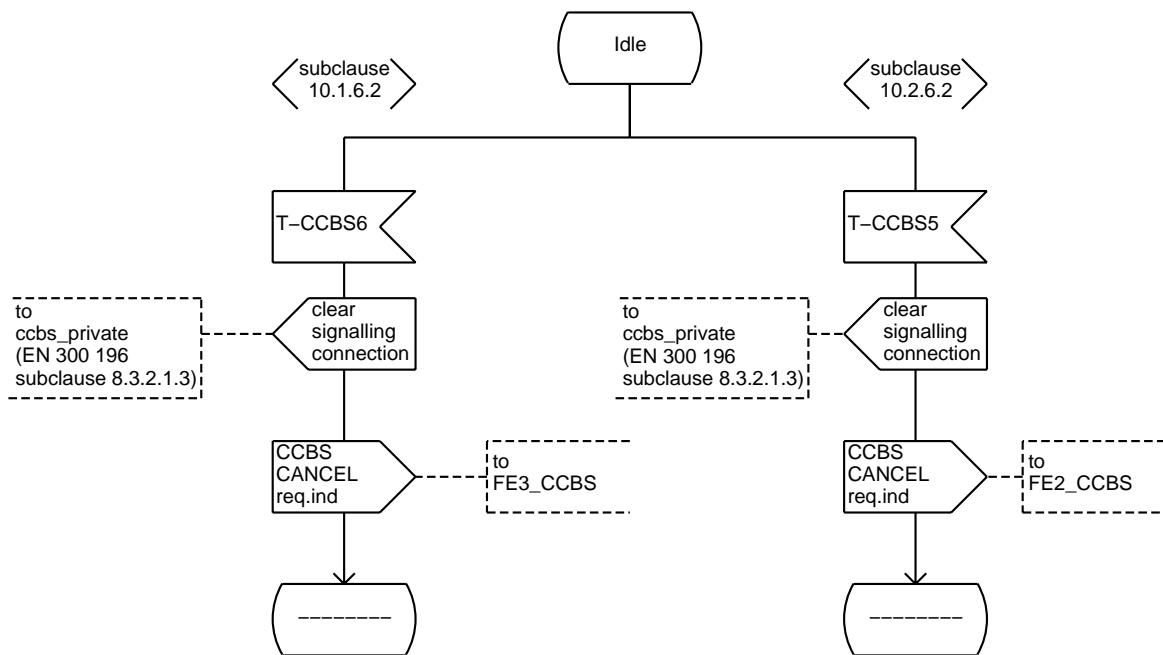 Idle
subclause
10.1.6.2
subclause
10.2.6.2
T–CCBS6
T–CCBS5
to
ccbs_private
(EN 300 196
subclause 8.3.2.1.3)
clear
signalling
connection
to
ccbs_private
(EN 300 196
subclause 8.3.2.1.3)
clear
signalling
connection
CCBS
CANCEL
req.ind
to
FE3_CCBS
CCBS
CANCEL
req.ind
to
FE2_CCBS
–––––––––
–––––––––